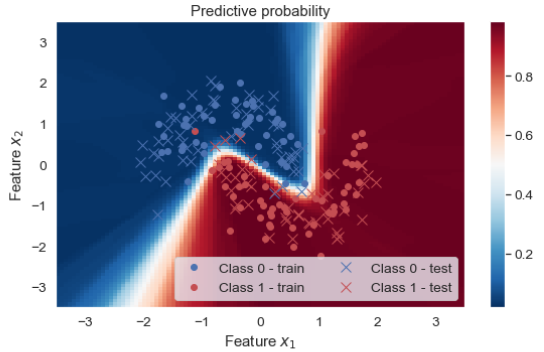 Predictive probability
3
2
1
0
−1
−2
−3
Feature x₂
−3
−2
−1
0
1
2
3
Feature x₁
Class 0 - train
Class 1 - train
Class 0 - test
Class 1 - test
0.8
0.6
0.4
0.2